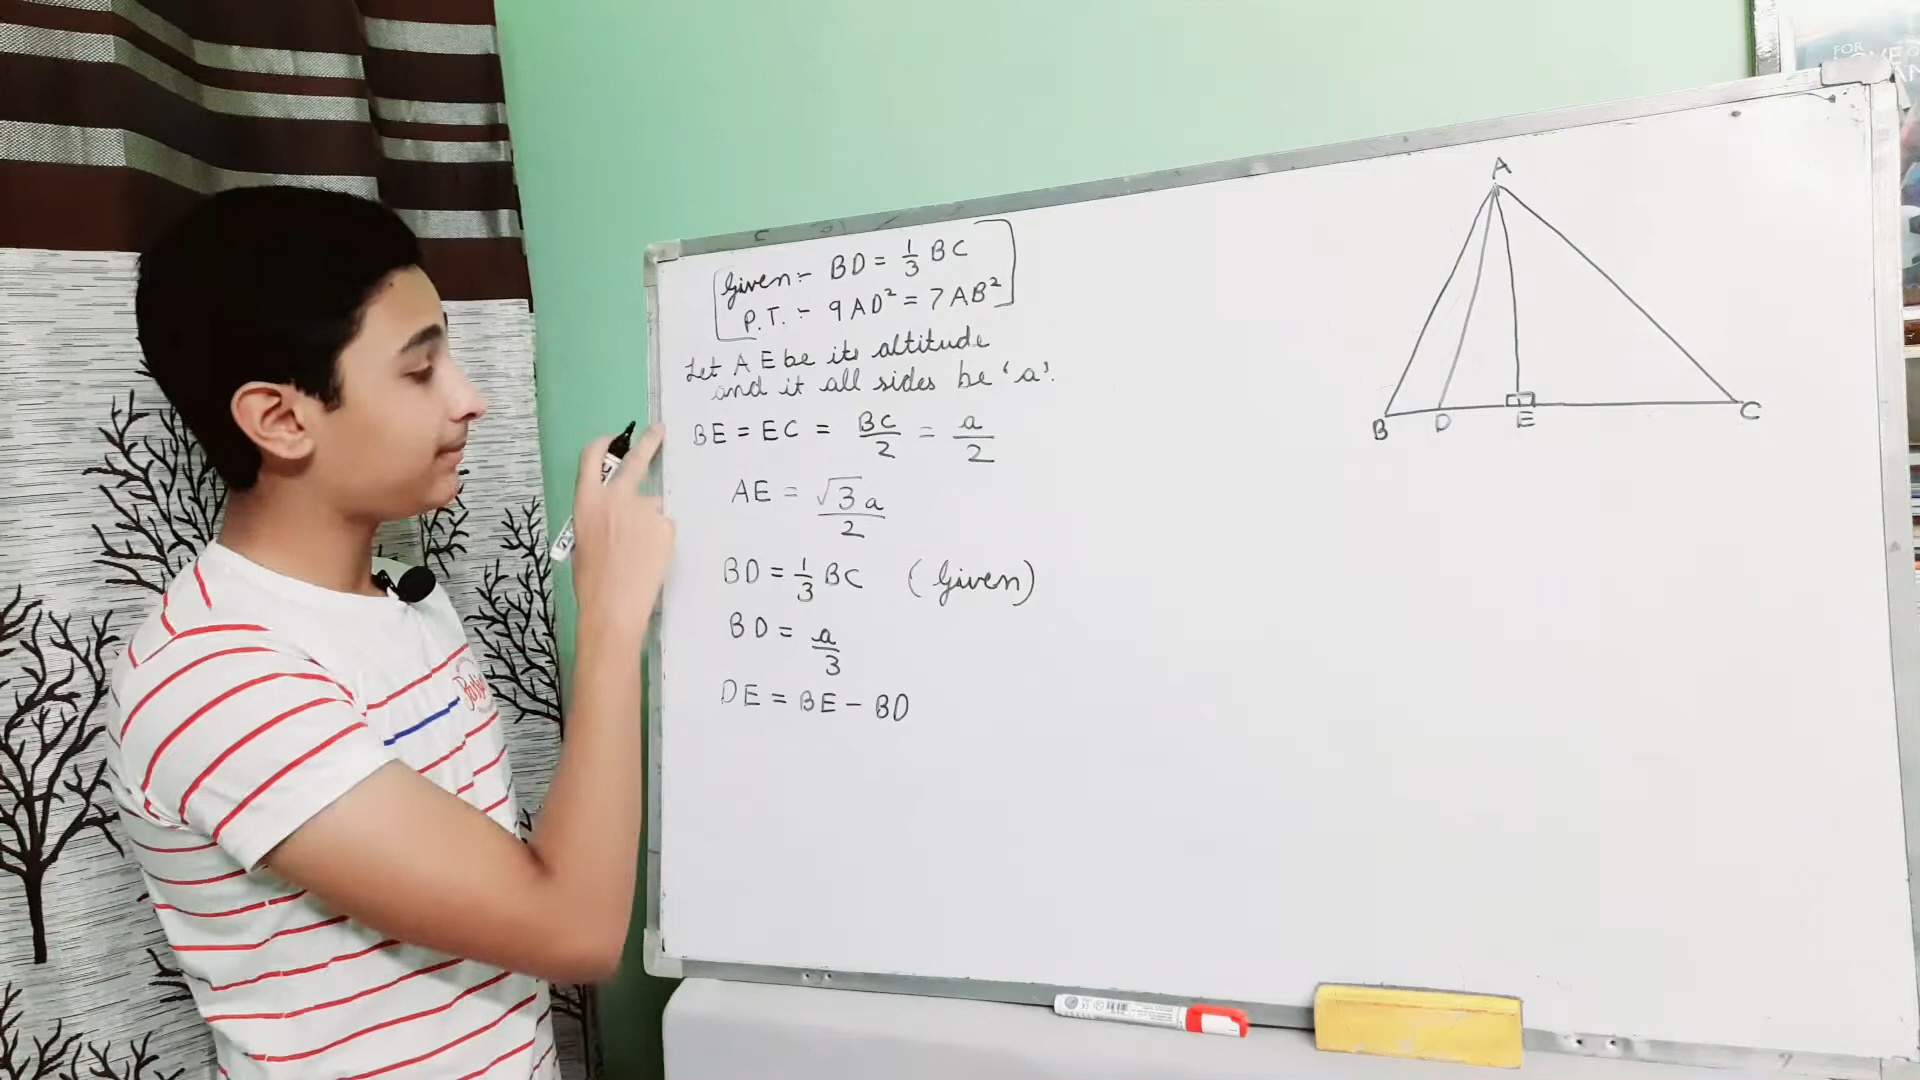 Given :- BD = 1/3 BC
P.T. :- 9AD² = 7AB²
Let AE be its altitude
and it all sides be 'a'.
BE = EC = BC/2 = a/2
AE = √3a/2
BD = 1/3 BC (Given)
BD = a/3
DE = BE - BD
A
B
D
E
C
FOR